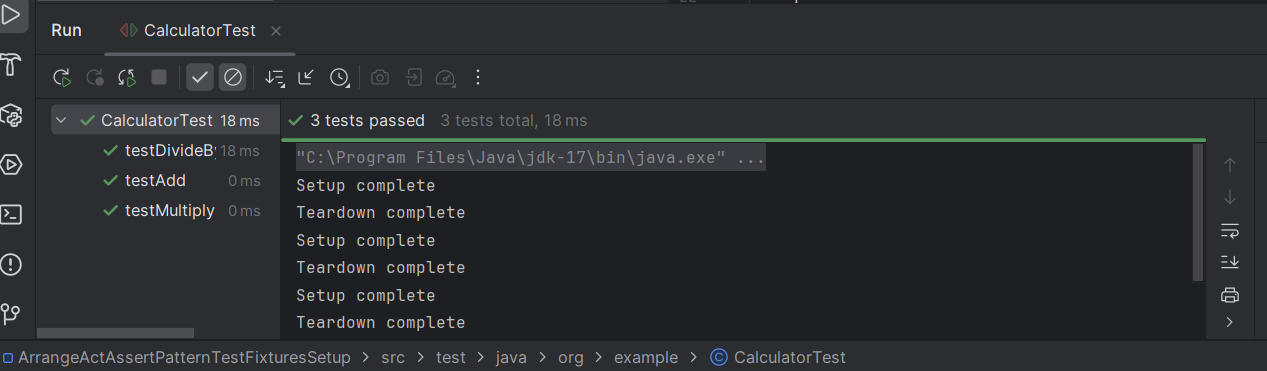 Run CalculatorTest
CalculatorTest 18 ms
testDivideBy 18 ms
testAdd 0 ms
testMultiply 0 ms
3 tests passed 3 tests total, 18 ms
"C:\Program Files\Java\jdk-17\bin\java.exe" ...
Setup complete
Teardown complete
Setup complete
Teardown complete
Setup complete
Teardown complete
ArrangeActAssertPatternTestFixturesSetup > src > test > java > org > example > CalculatorTest